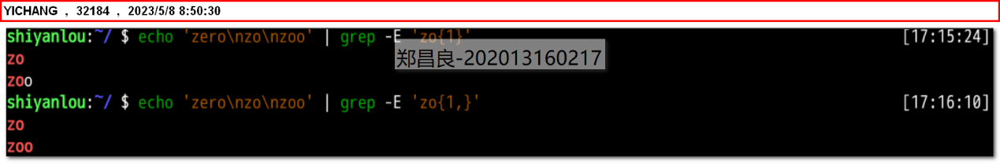 YICHANG , 32184 , 2023/5/8 8:50:30
shiyanlou:~/ $ echo 'zero\nzo\nzoo' | grep -E 'zo{1}' [17:15:24]
郑昌良-202013160217
zo
zoo
shiyanlou:~/ $ echo 'zero\nzo\nzoo' | grep -E 'zo{1,}' [17:16:10]
zo
zoo